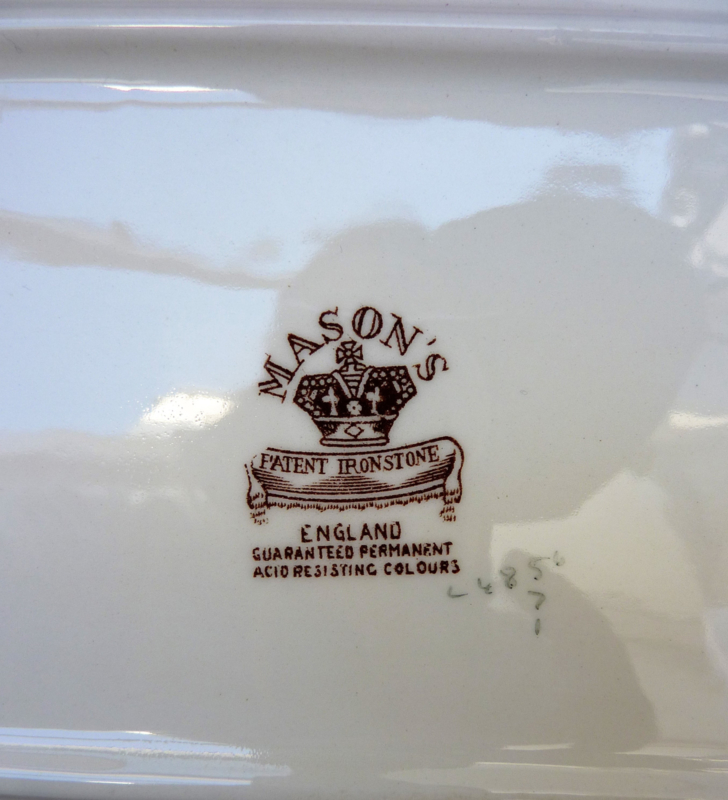 MASON'S
PATENT IRONSTONE
ENGLAND
GUARANTEED PERMANENT
ACID RESISTING COLOURS